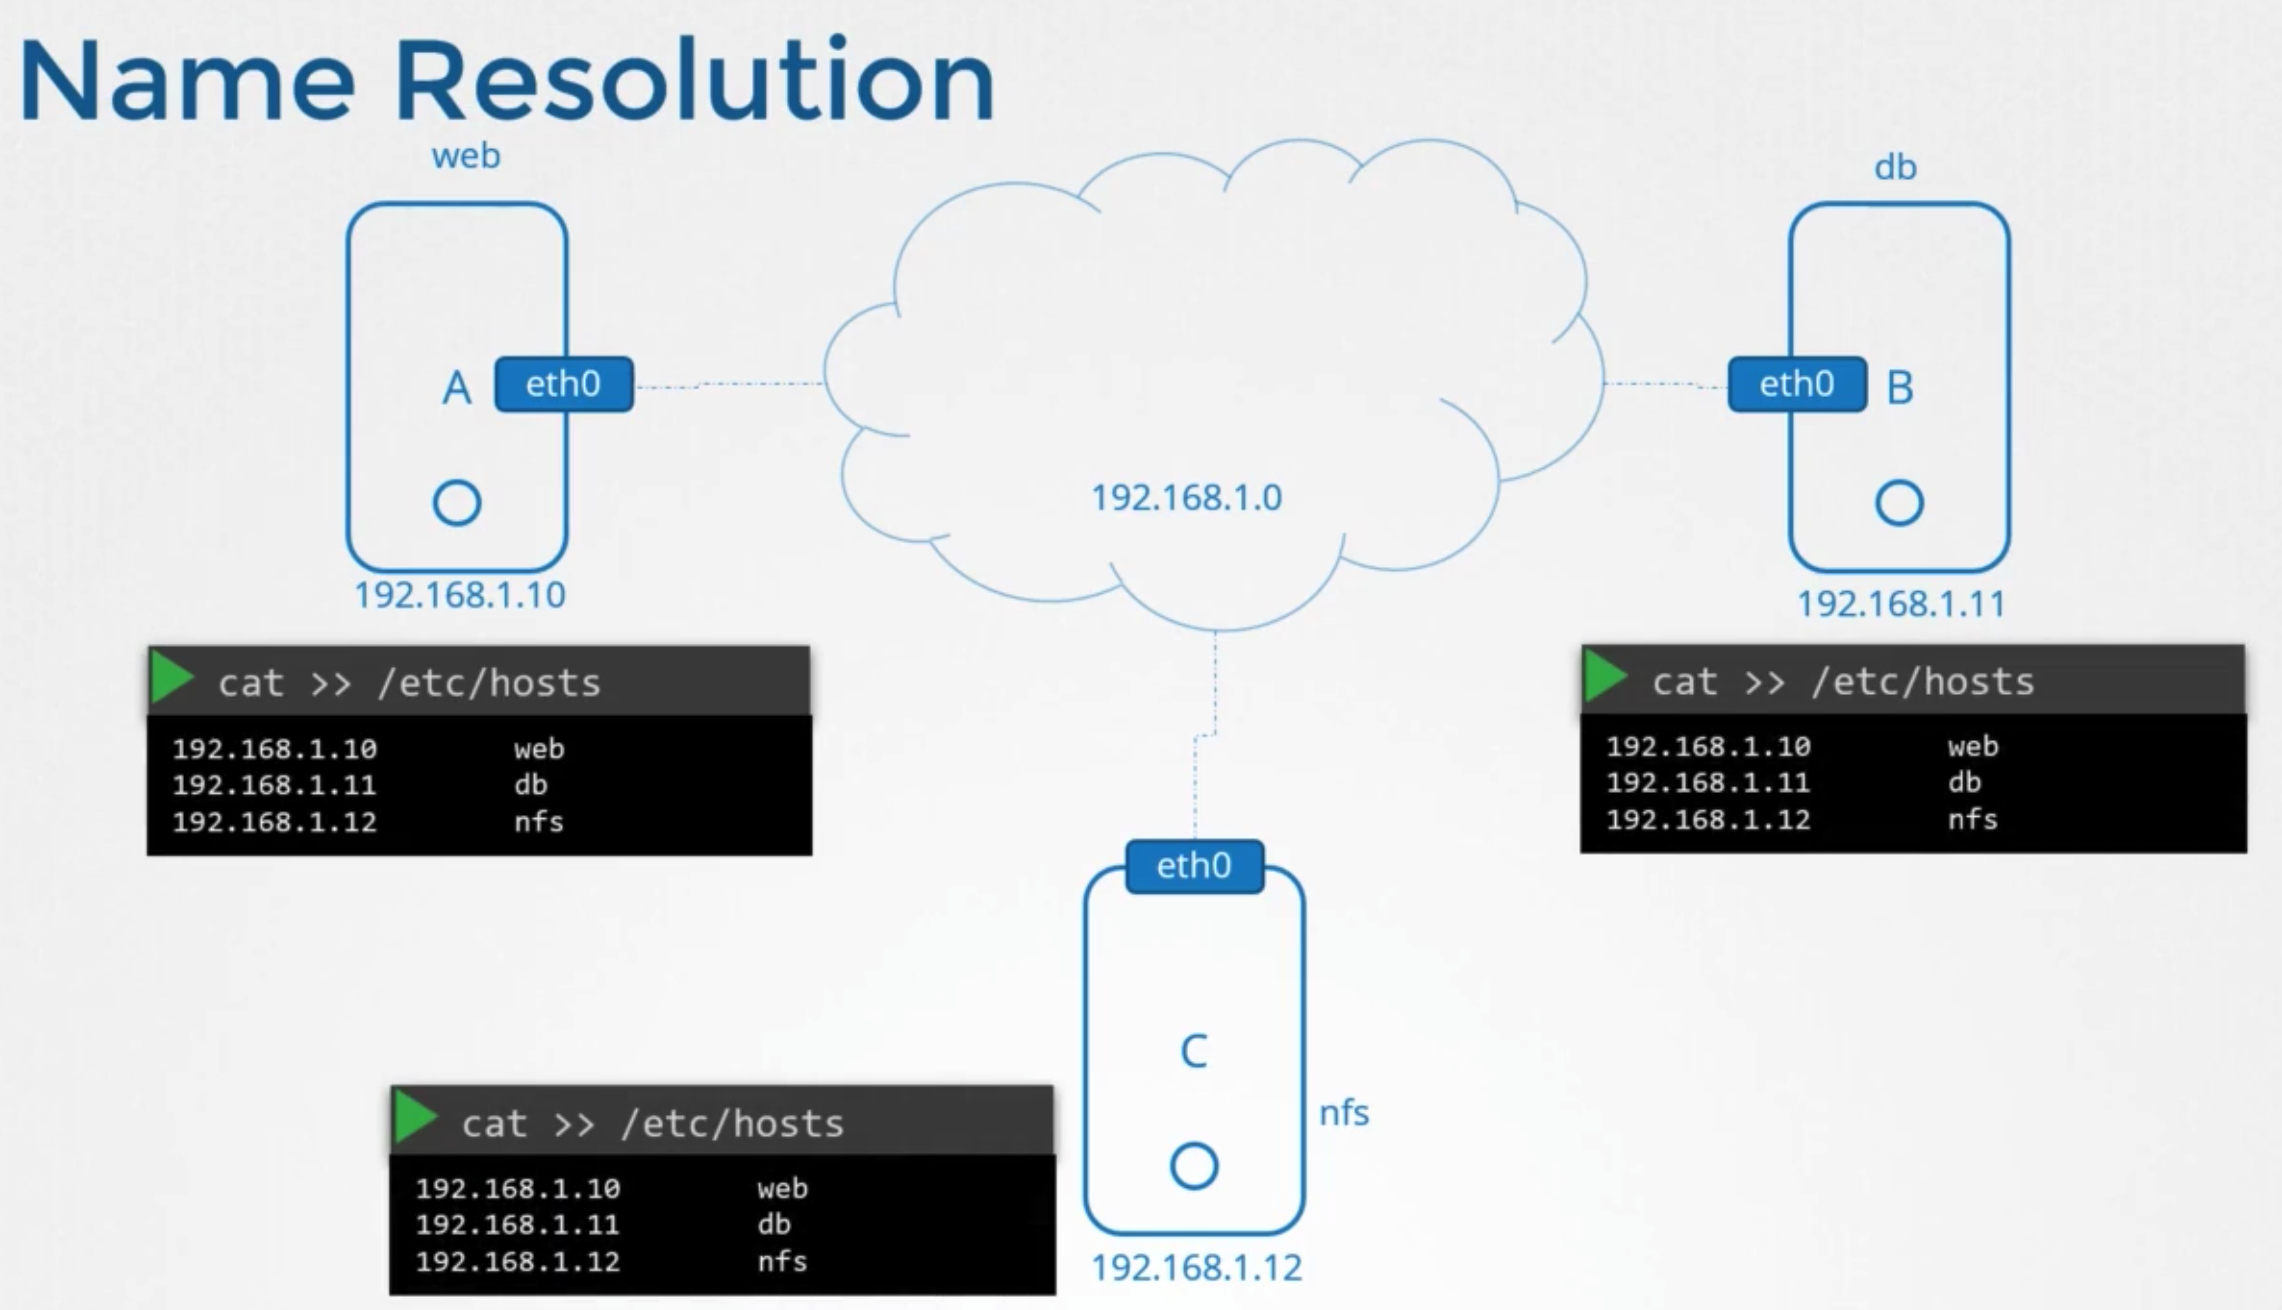 Name Resolution
web
db
A
eth0
eth0
B
192.168.1.0
192.168.1.10
192.168.1.11
cat >> /etc/hosts
192.168.1.10 web
192.168.1.11 db
192.168.1.12 nfs
cat >> /etc/hosts
192.168.1.10 web
192.168.1.11 db
192.168.1.12 nfs
eth0
C
nfs
192.168.1.12
cat >> /etc/hosts
192.168.1.10 web
192.168.1.11 db
192.168.1.12 nfs